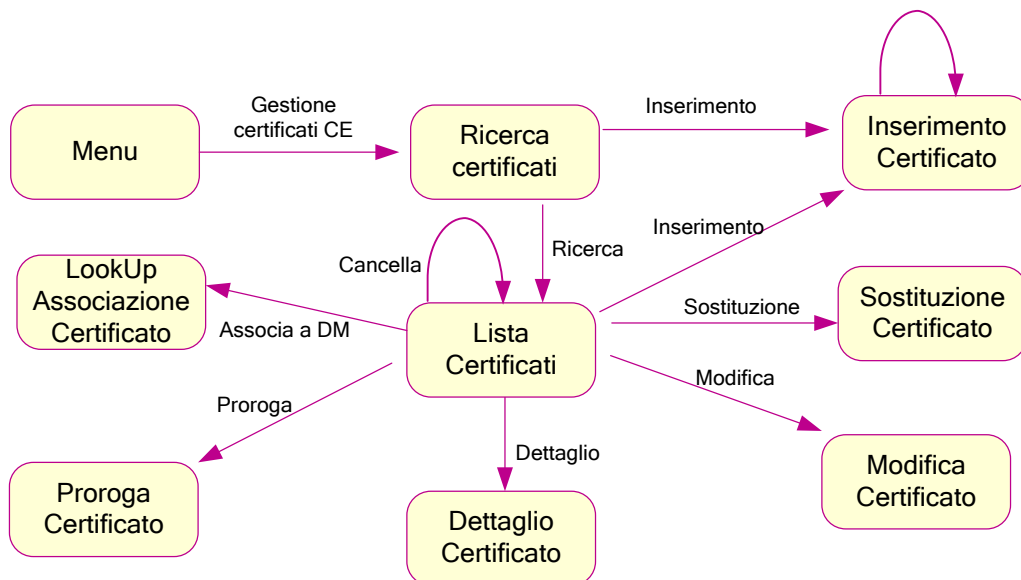 Menu
Gestione
certificati CE
Ricerca
certificati
Inserimento
Inserimento
Certificato
Ricerca
Inserimento
Cancella
LookUp
Associazione
Certificato
Associa a DM
Lista
Certificati
Sostituzione
Sostituzione
Certificato
Proroga
Modifica
Dettaglio
Proroga
Certificato
Dettaglio
Certificato
Modifica
Certificato